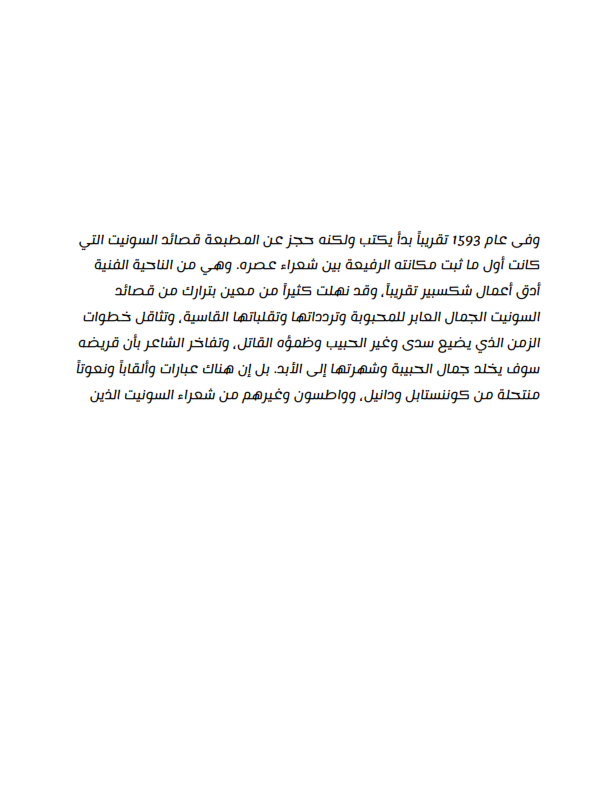 وفى عام 1593 تقريباً بدأ يكتب ولكنه حجز عن المطبعة قصائد السونيت التي
كانت أول ما ثبت مكانته الرفيعة بين شعراء عصره. وهي من الناحية الفنية
أدق أعمال شكسبير تقريباً، وقد نهلت كثيراً من معين بترارك من قصائد
السونيت الجمال العابر للمحبوبة وتردداتها وتقلباتها القاسية، وتثاقل خطوات
الزمن الذي يضيع سدى وغير الحبيب وظمؤه القاتل، وتفاخر الشاعر بأن قريضه
سوف يخلد جمال الحبيبة وشهرتها إلى الأبد. بل إن هناك عبارات وألقاباً ونعوتاً
منتحلة من كوننستابل ودانيل، وواطسون وغيرهم من شعراء السونيت الذين